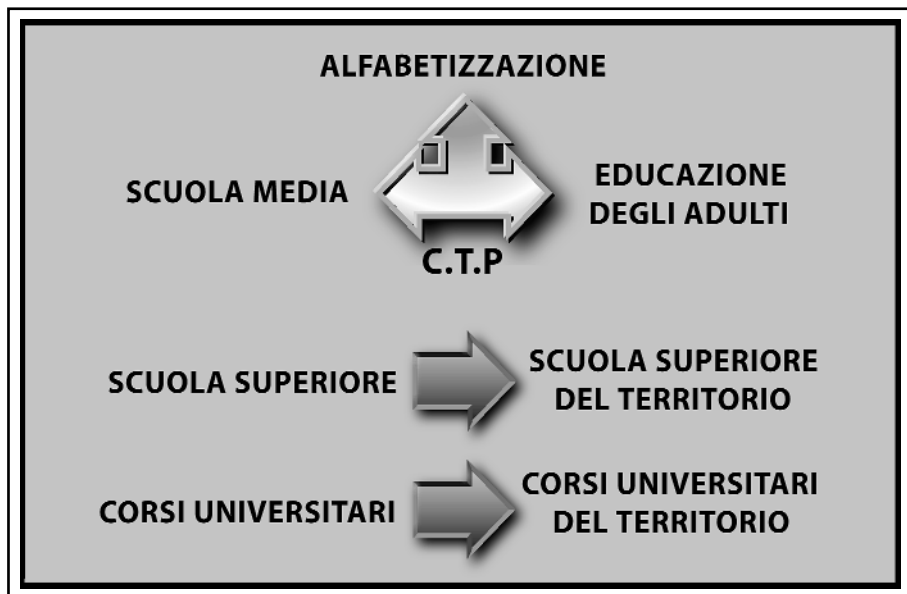 ALFABETIZZAZIONE
SCUOLA MEDIA
EDUCAZIONE
DEGLI ADULTI
C.T.P
SCUOLA SUPERIORE
SCUOLA SUPERIORE
DEL TERRITORIO
CORSI UNIVERSITARI
CORSI UNIVERSITARI
DEL TERRITORIO